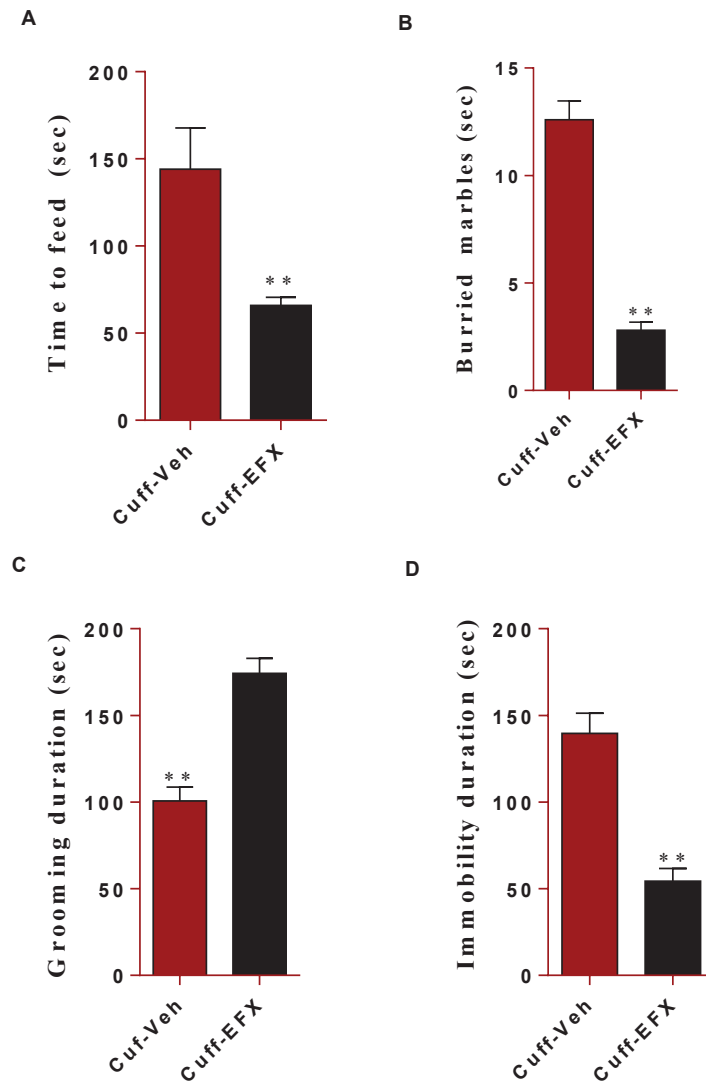 A
Time to feed (sec)
200
150
100
50
0
**
Cuff-Veh
Cuff-EFX
B
Burried marbles (sec)
15
10
5
0
**
Cuff-Veh
Cuff-EFX
C
Grooming duration (sec)
200
150
100
50
0
**
Cuf-Veh
Cuff-EFX
D
Immobility duration (sec)
200
150
100
50
0
**
Cuff-Veh
Cuff-EFX